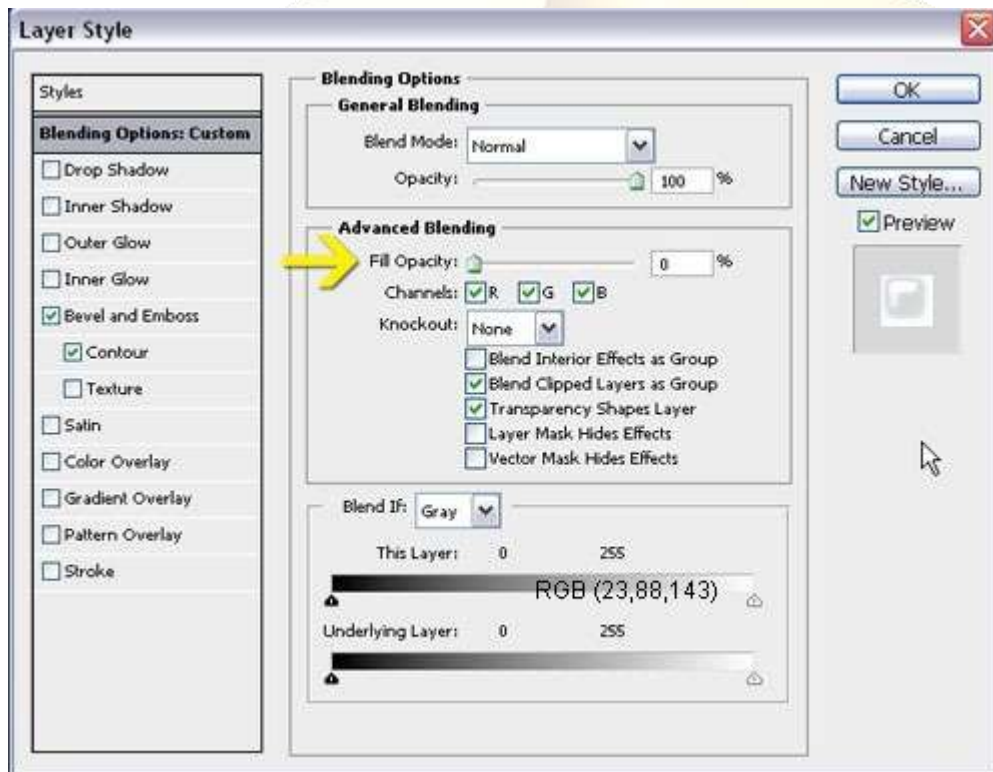 Layer Style
Styles
Blending Options: Custom
Drop Shadow
Inner Shadow
Outer Glow
Inner Glow
Bevel and Emboss
Contour
Texture
Satin
Color Overlay
Gradient Overlay
Pattern Overlay
Stroke
Blending Options
General Blending
Blend Mode: Normal
Opacity: 100 %
Advanced Blending
Fill Opacity: 0 %
Channels: R G B
Knockout: None
Blend Interior Effects as Group
Blend Clipped Layers as Group
Transparency Shapes Layer
Layer Mask Hides Effects
Vector Mask Hides Effects
Blend If: Gray
This Layer: 0 255
RGB (23,88,143)
Underlying Layer: 0 255
OK
Cancel
New Style...
Preview